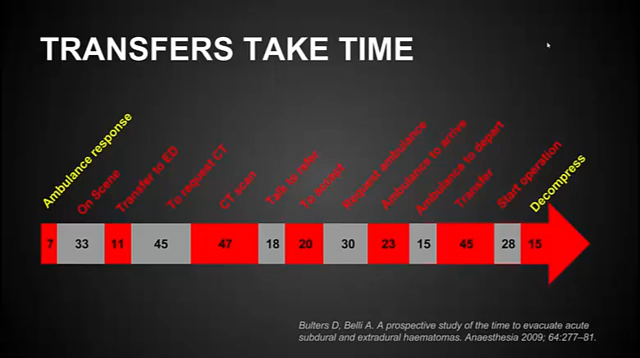 TRANSFERS TAKE TIME
Ambulance response
On Scene
Transfer to ED
To request CT
CT scan
Talk to refer
To accept
Request ambulance
Ambulance to arrive
Ambulance to depart
Transfer
Start operation
Decompress
7 33 11 45 47 18 20 30 23 15 45 28 15
Bulters D, Belli A. A prospective study of the time to evacuate acute
subdural and extradural haematomas. Anaesthesia 2009; 64:277–81.